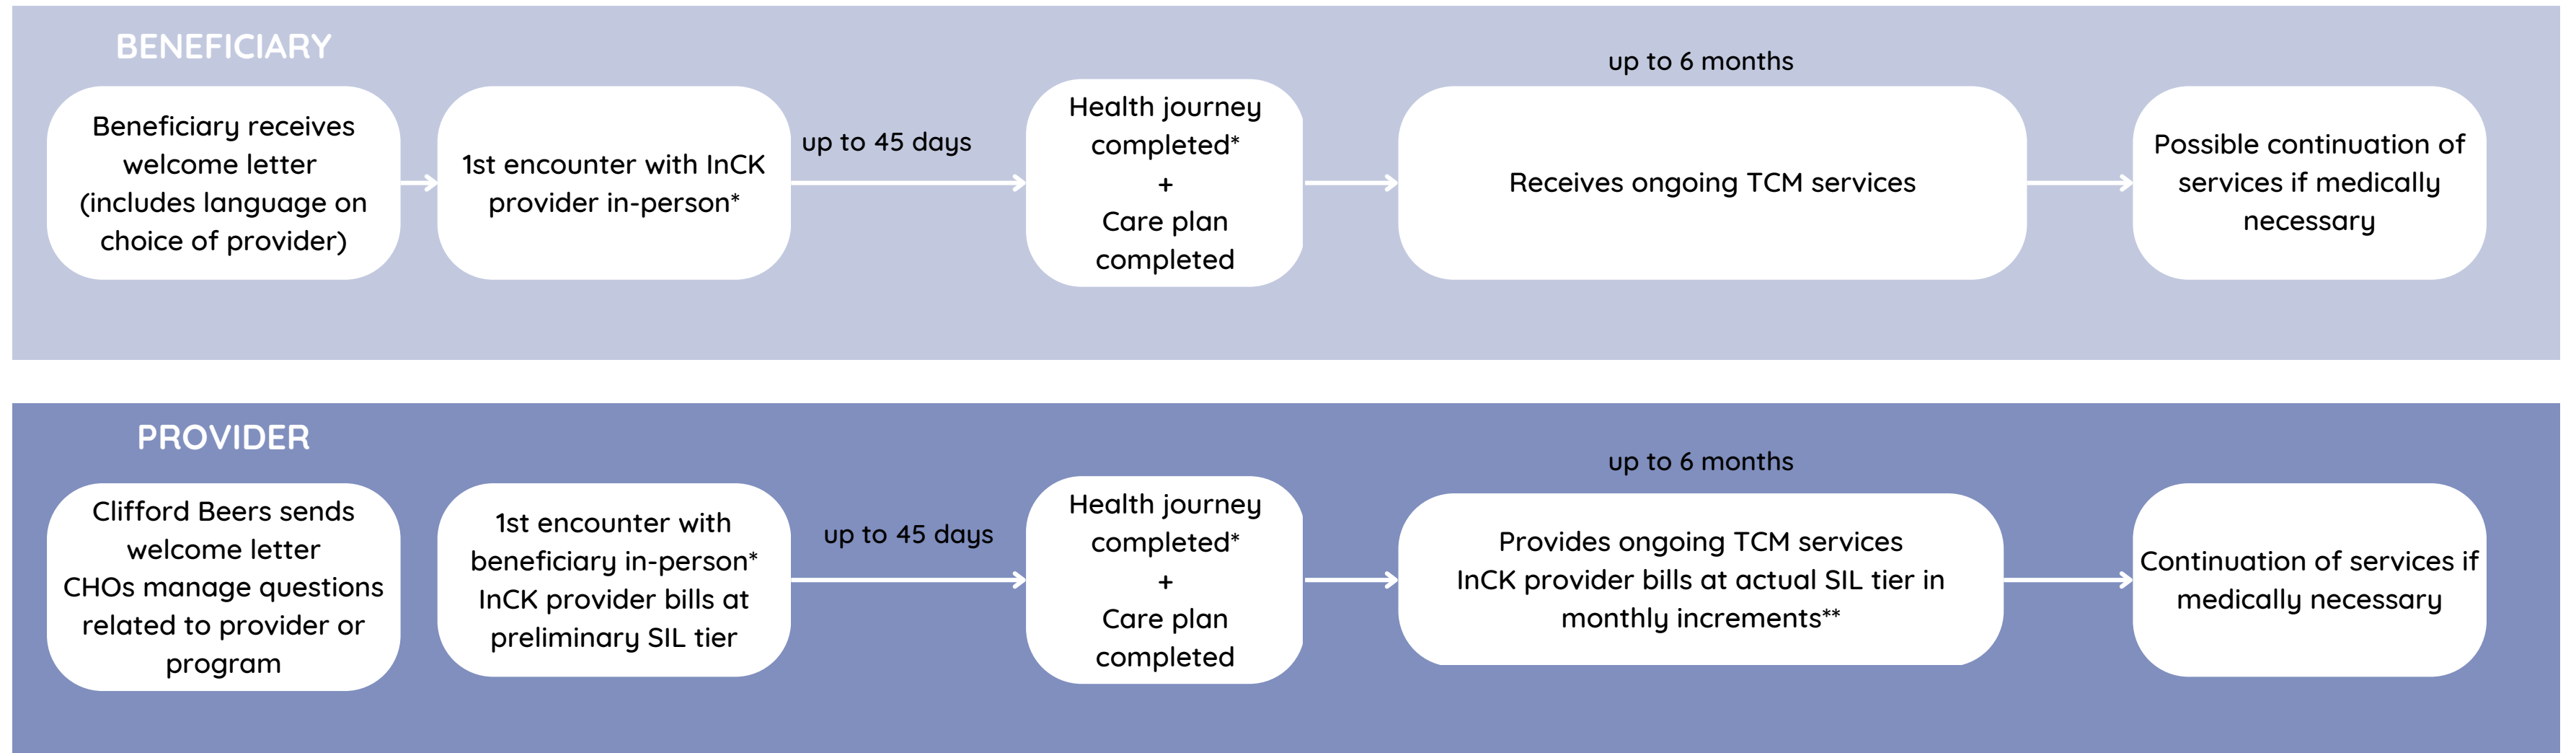 BENEFICIARY
Beneficiary receives
welcome letter
(includes language on
choice of provider)
1st encounter with InCK
provider in-person*
up to 45 days
Health journey
completed*
+
Care plan
completed
up to 6 months
Receives ongoing TCM services
Possible continuation of
services if medically
necessary
PROVIDER
Clifford Beers sends
welcome letter
CHOs manage questions
related to provider or
program
1st encounter with
beneficiary in-person*
InCK provider bills at
preliminary SIL tier
up to 45 days
Health journey
completed*
+
Care plan
completed
up to 6 months
Provides ongoing TCM services
InCK provider bills at actual SIL tier in
monthly increments**
Continuation of services if
medically necessary